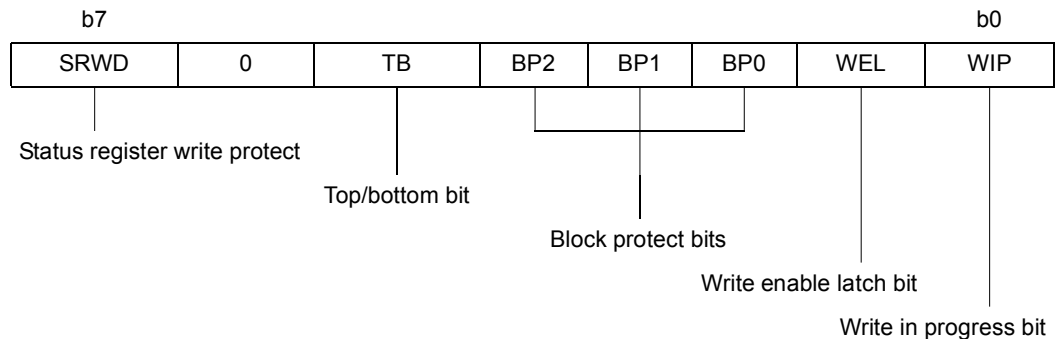 b7 b0
SRWD 0 TB BP2 BP1 BP0 WEL WIP
Status register write protect
Top/bottom bit
Block protect bits
Write enable latch bit
Write in progress bit